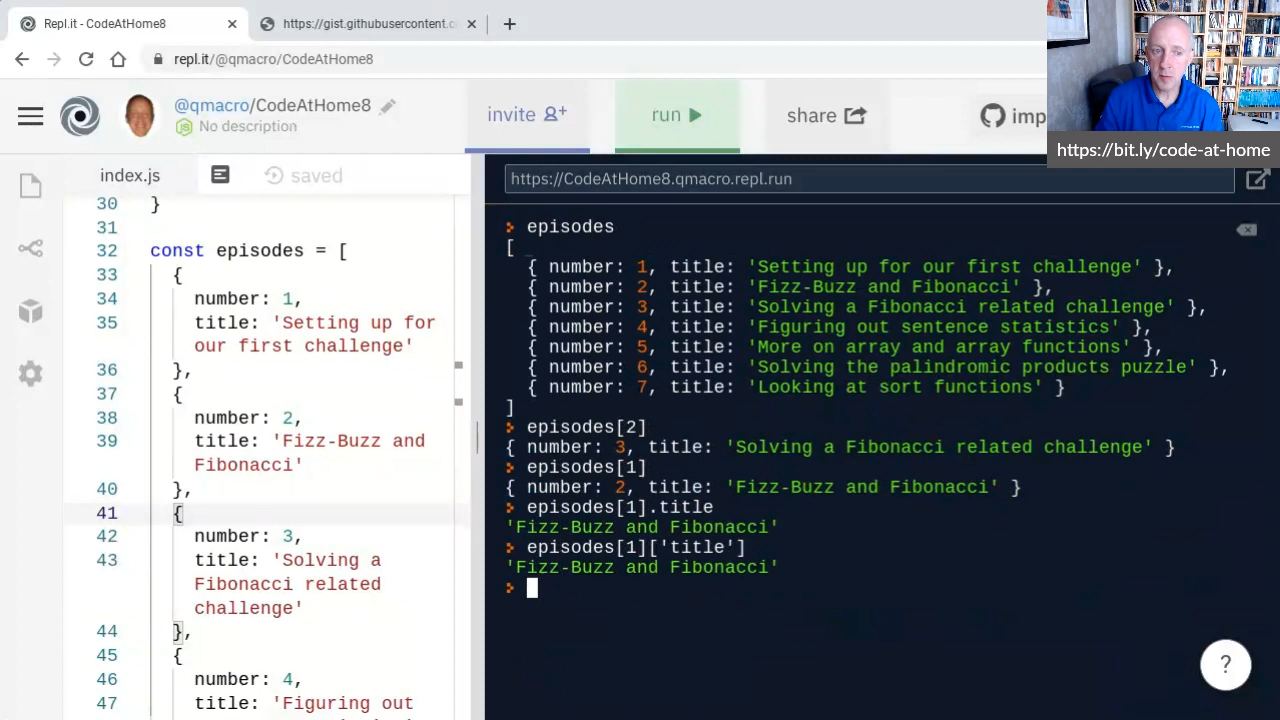 Repl.it - CodeAtHome8
https://gist.githubusercontent.c
repl.it/@qmacro/CodeAtHome8
@qmacro/CodeAtHome8
No description
invite
run
share
imp
https://bit.ly/code-at-home
index.js
saved
https://CodeAtHome8.qmacro.repl.run
30 }
31
32 const episodes = [
33 {
34 number: 1,
35 title: 'Setting up for
our first challenge'
36 },
37 {
38 number: 2,
39 title: 'Fizz-Buzz and
Fibonacci'
40 },
41 {
42 number: 3,
43 title: 'Solving a
Fibonacci related
challenge'
44 },
45 {
46 number: 4,
47 title: 'Figuring out
> episodes
[
{ number: 1, title: 'Setting up for our first challenge' },
{ number: 2, title: 'Fizz-Buzz and Fibonacci' },
{ number: 3, title: 'Solving a Fibonacci related challenge' },
{ number: 4, title: 'Figuring out sentence statistics' },
{ number: 5, title: 'More on array and array functions' },
{ number: 6, title: 'Solving the palindromic products puzzle' },
{ number: 7, title: 'Looking at sort functions' }
]
> episodes[2]
{ number: 3, title: 'Solving a Fibonacci related challenge' }
> episodes[1]
{ number: 2, title: 'Fizz-Buzz and Fibonacci' }
> episodes[1].title
'Fizz-Buzz and Fibonacci'
> episodes[1]['title']
'Fizz-Buzz and Fibonacci'
>
?